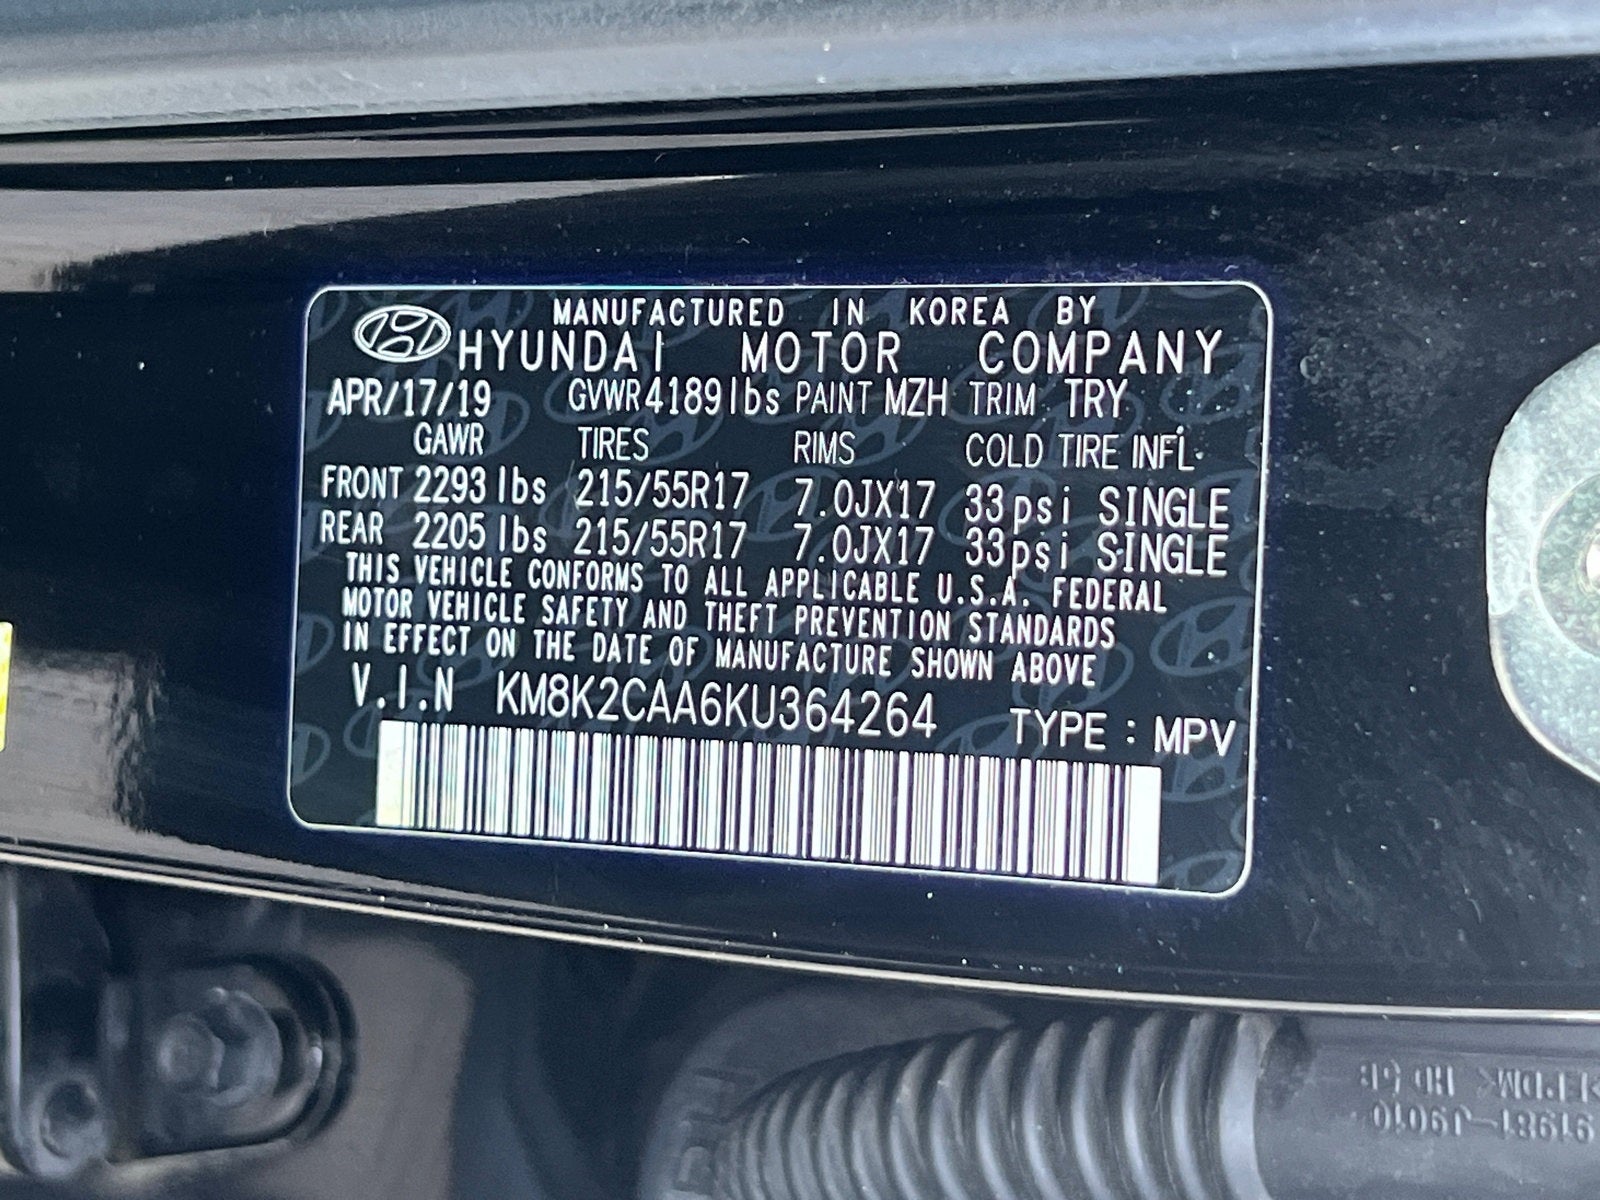 MANUFACTURED IN KOREA BY
HYUNDAI MOTOR COMPANY
APR/17/19 GVWR 4189lbs PAINT MZH TRIM TRY
GAWR TIRES RIMS COLD TIRE INFL.
FRONT 2293 lbs 215/55R17 7.0JX17 33psi SINGLE
REAR 2205 lbs 215/55R17 7.0JX17 33psi SINGLE
THIS VEHICLE CONFORMS TO ALL APPLICABLE U.S.A. FEDERAL
MOTOR VEHICLE SAFETY AND THEFT PREVENTION STANDARDS
IN EFFECT ON THE DATE OF MANUFACTURE SHOWN ABOVE
V.I.N KM8K2CAA6KU364264 TYPE : MPV
91981-J9010